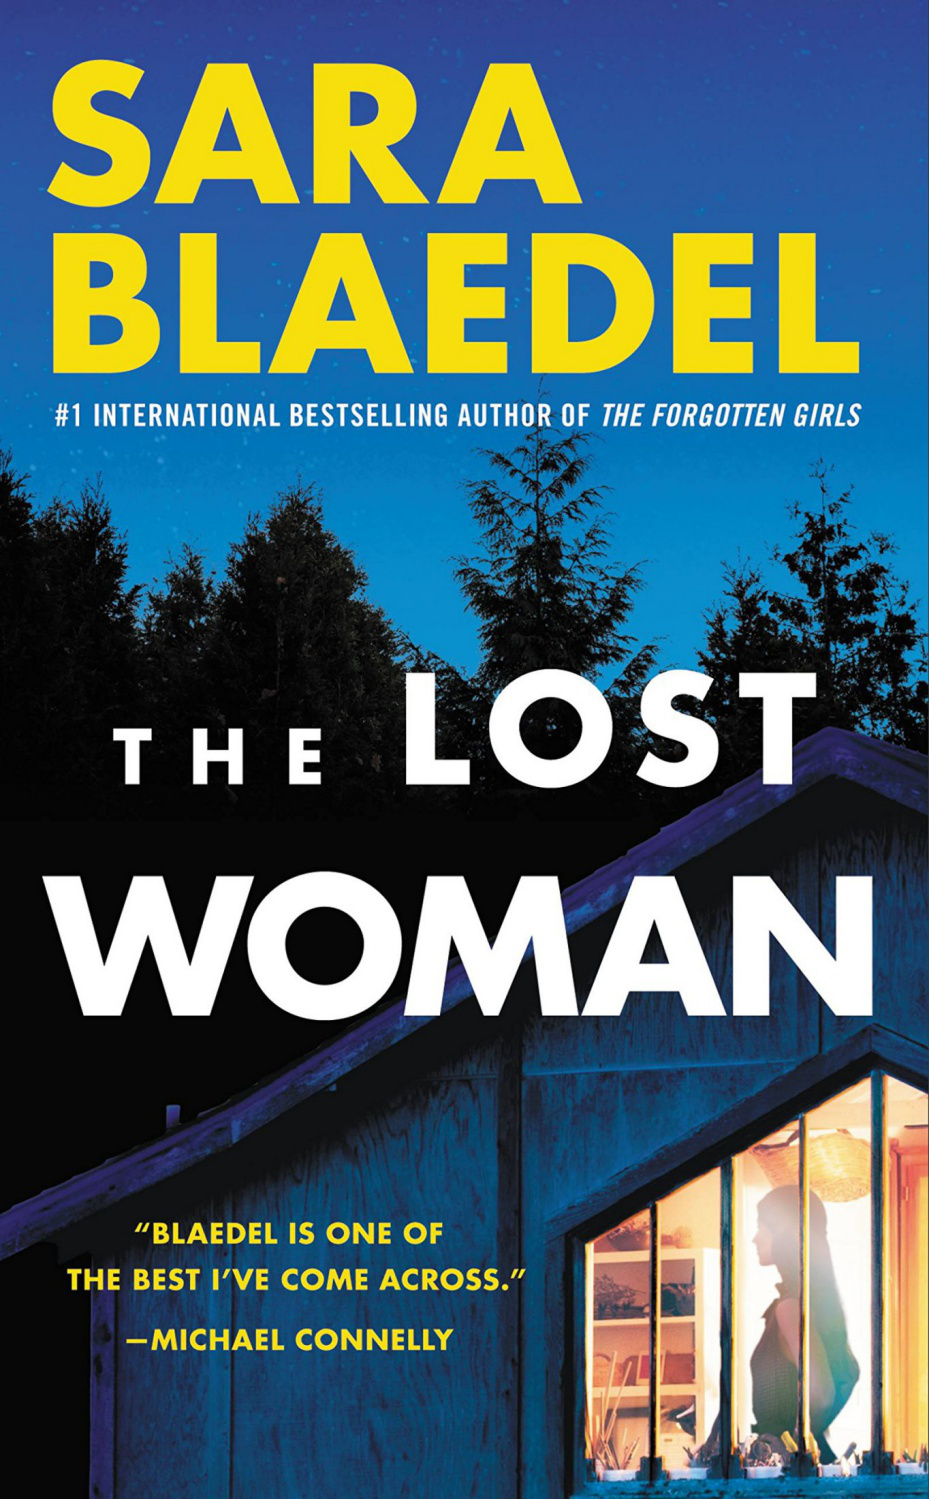 SARA
BLAEDEL
#1 INTERNATIONAL BESTSELLING AUTHOR OF THE FORGOTTEN GIRLS
THE LOST
WOMAN
“BLAEDEL IS ONE OF
THE BEST I’VE COME ACROSS.”
—MICHAEL CONNELLY